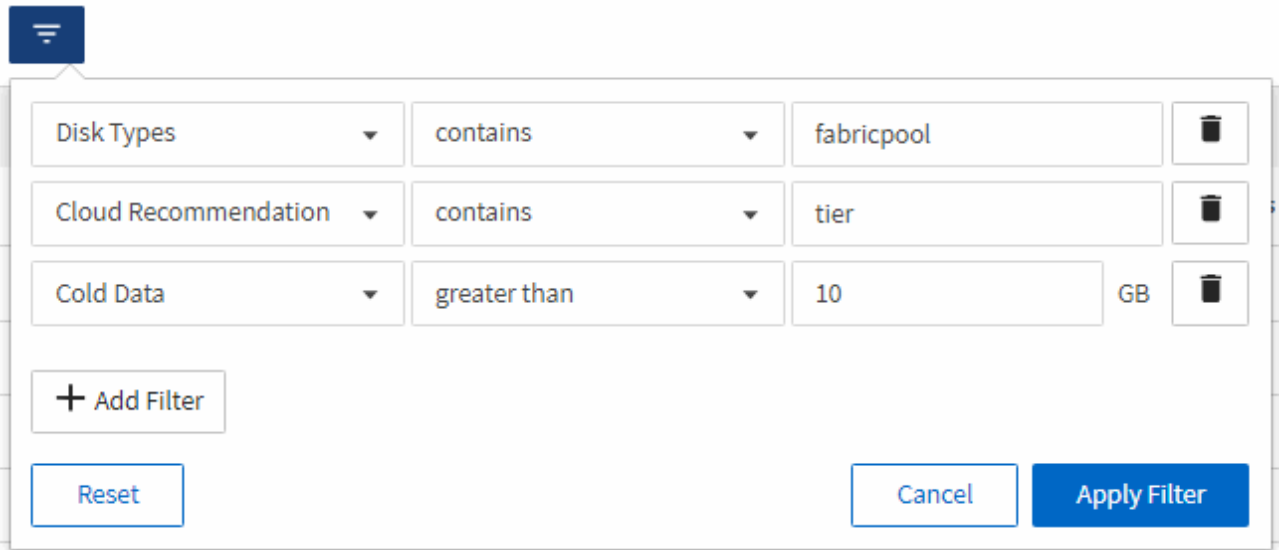 Disk Types contains fabricpool
Cloud Recommendation contains tier
Cold Data greater than 10 GB
Add Filter
Reset Cancel Apply Filter